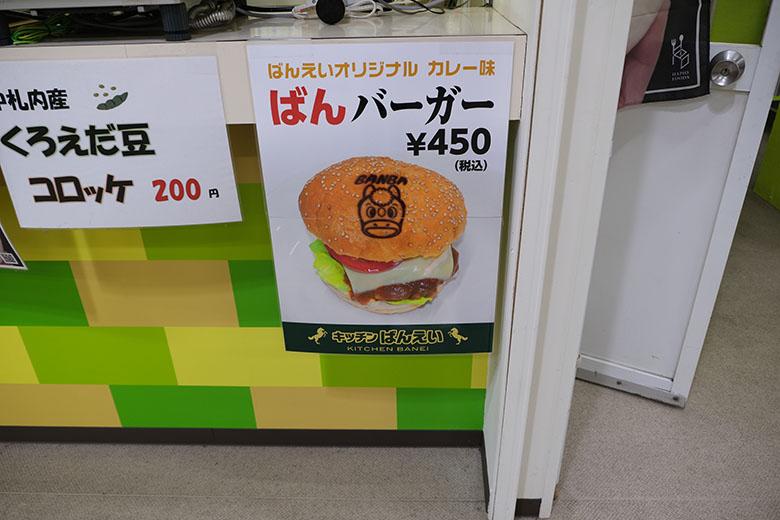 札内産
くろえだ豆
コロッケ 200円
ばんえいオリジナル カレー味
ばんバーガー
¥450
(税込)
BANBA
キッチン ばんえい
KITCHEN BANEI
HAPIO
FOODS